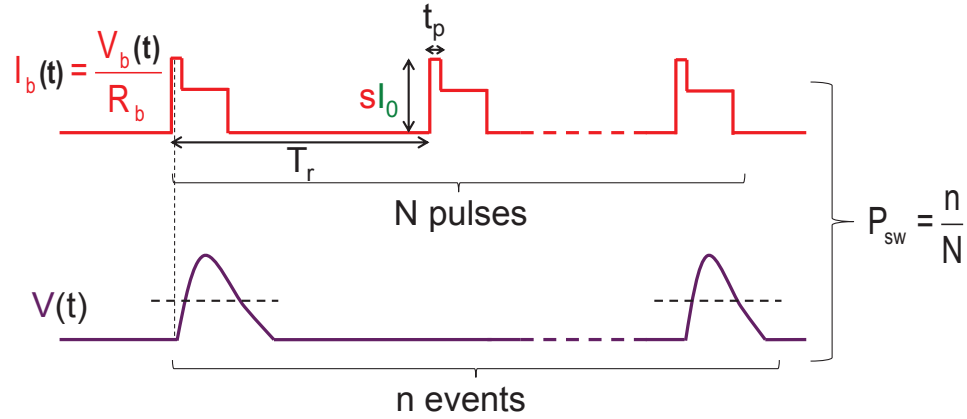 t_p
I_b(t) = V_b(t) / R_b
sI_0
T_r
N pulses
P_sw = n / N
V(t)
n events